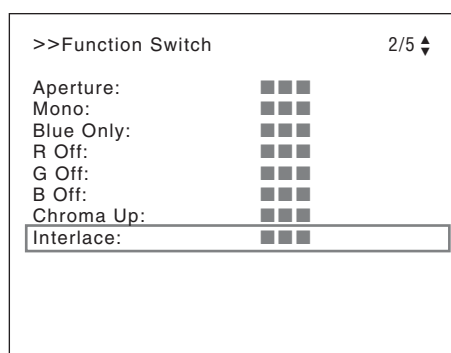 >>Function Switch 2/5
Aperture: ■■■
Mono: ■■■
Blue Only: ■■■
R Off: ■■■
G Off: ■■■
B Off: ■■■
Chroma Up: ■■■
Interlace: ■■■